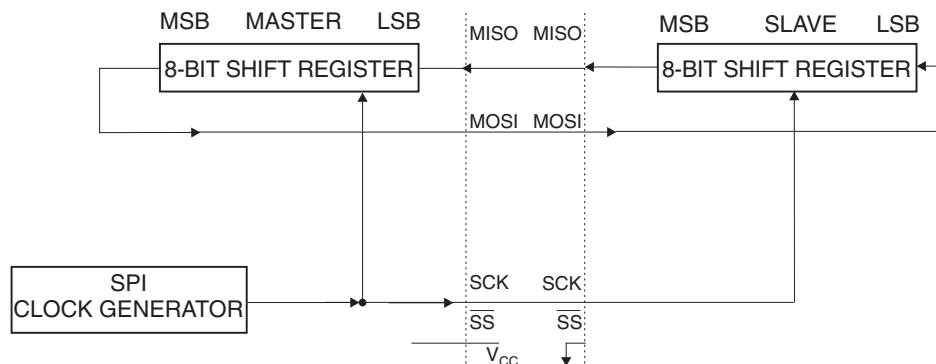 MSB MASTER LSB
MISO MISO
MSB SLAVE LSB
8-BIT SHIFT REGISTER
8-BIT SHIFT REGISTER
MOSI MOSI
SPI
CLOCK GENERATOR
SCK SCK
SS SS
VCC